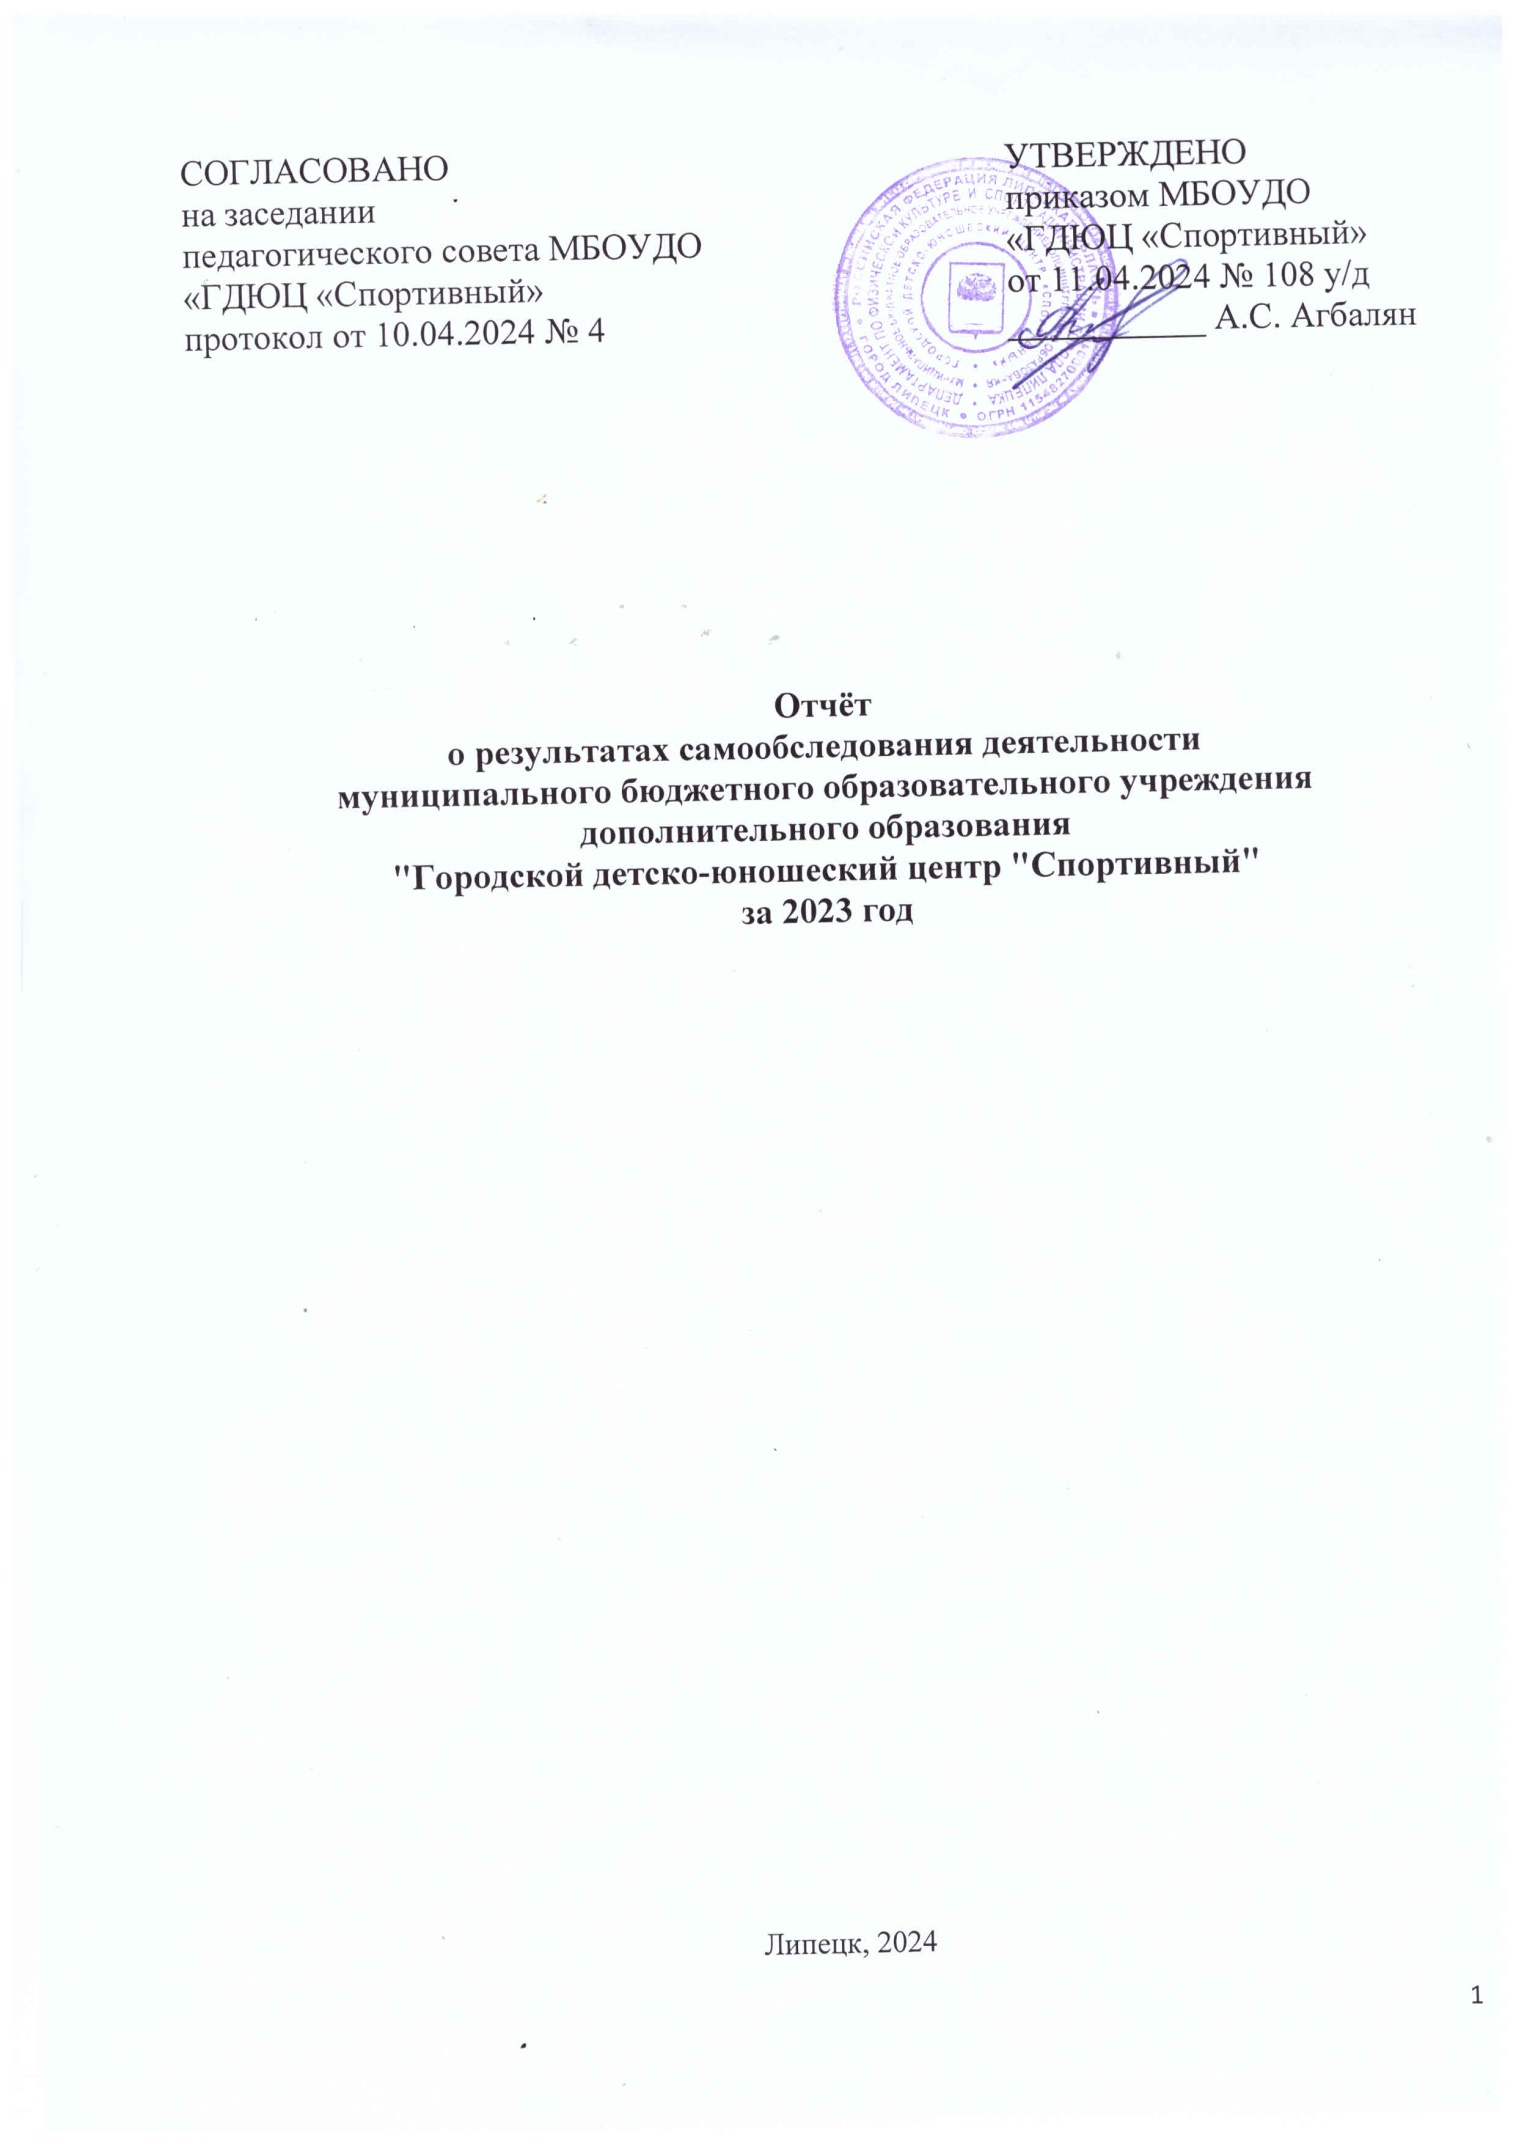 СОГЛАСОВАНО
на заседании
педагогического совета МБОУДО
«ГДЮЦ «Спортивный»
протокол от 10.04.2024 № 4
УТВЕРЖДЕНО
приказом МБОУДО
«ГДЮЦ «Спортивный»
от 11.04.2024 № 108 у/д
А.С. Агбалян
Отчёт
о результатах самообследования деятельности
муниципального бюджетного образовательного учреждения
дополнительного образования
"Городской детско-юношеский центр "Спортивный"
за 2023 год
Липецк, 2024
1